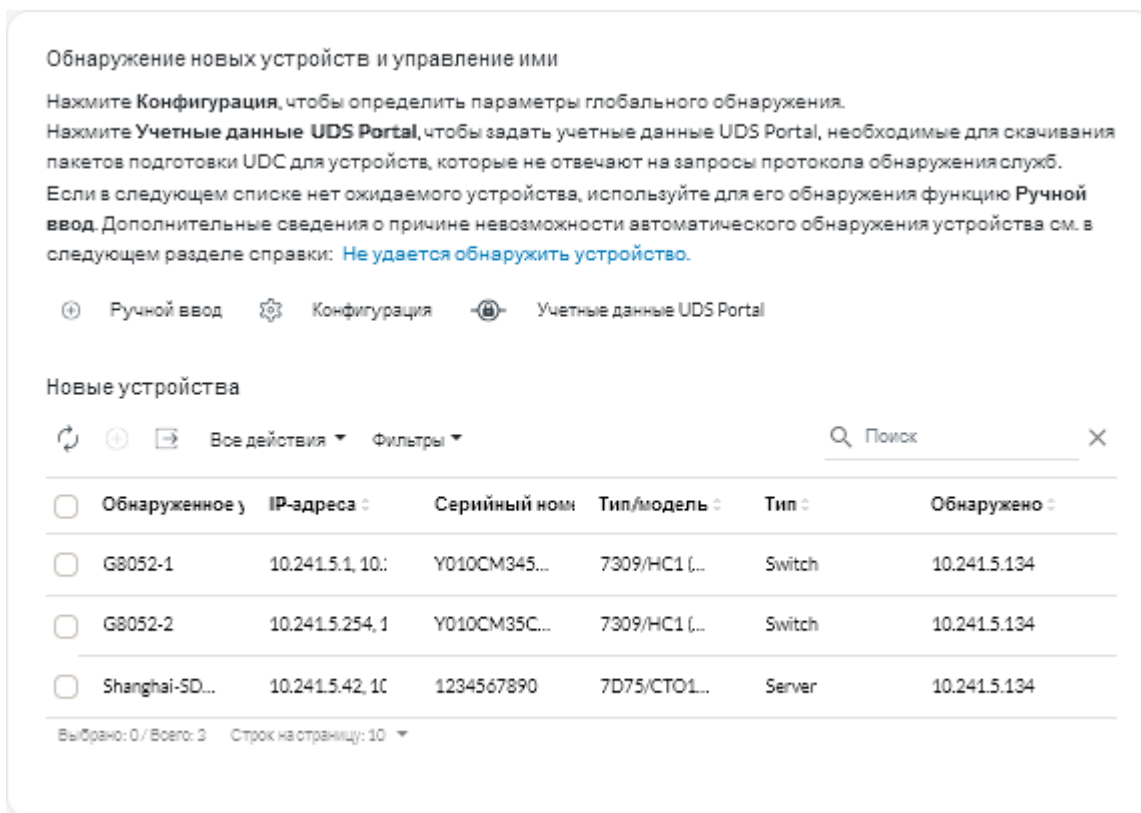 Обнаружение новых устройств и управление ими
Нажмите Конфигурация, чтобы определить параметры глобального обнаружения.
Нажмите Учетные данные UDS Portal, чтобы задать учетные данные UDS Portal, необходимые для скачивания
пакетов подготовки UDC для устройств, которые не отвечают на запросы протокола обнаружения служб.
Если в следующем списке нет ожидаемого устройства, используйте для его обнаружения функцию Ручной
ввод. Дополнительные сведения о причине невозможности автоматического обнаружения устройства см. в
следующем разделе справки: Не удается обнаружить устройство.
Ручной ввод Конфигурация Учетные данные UDS Portal
Новые устройства
Все действия Фильтры Поиск
Обнаруженное у IP-адреса Серийный ном Тип/модель Тип Обнаружено
G8052-1 10.241.5.1, 10.: Y010CM345... 7309/HC1 (... Switch 10.241.5.134
G8052-2 10.241.5.254, 1 Y010CM35C... 7309/HC1 (... Switch 10.241.5.134
Shanghai-SD... 10.241.5.42, 10 1234567890 7D75/CTO1... Server 10.241.5.134
Выбрано: 0 / Всего: 3 Строк на страницу: 10